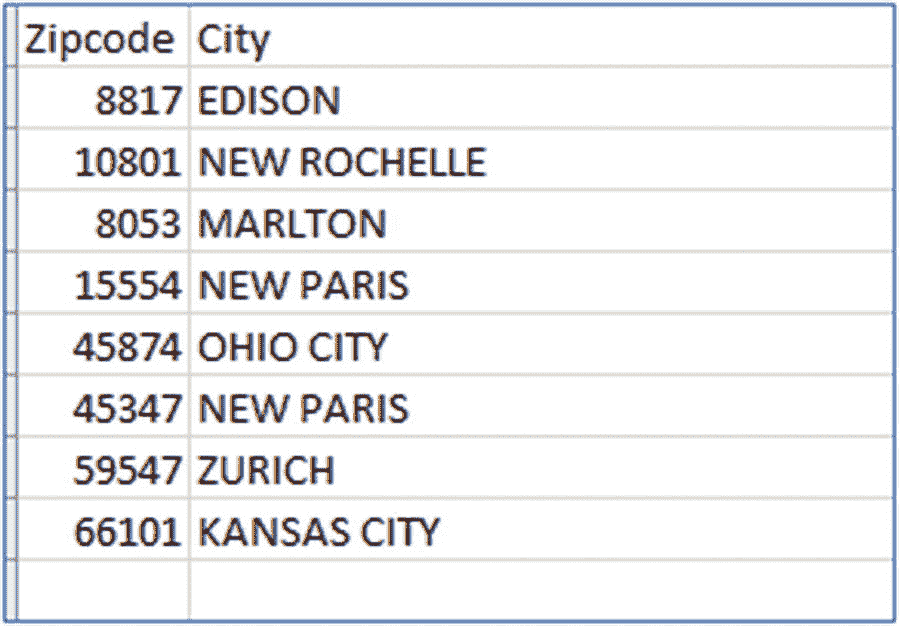 Zipcode City
8817 EDISON
10801 NEW ROCHELLE
8053 MARLTON
15554 NEW PARIS
45874 OHIO CITY
45347 NEW PARIS
59547 ZURICH
66101 KANSAS CITY